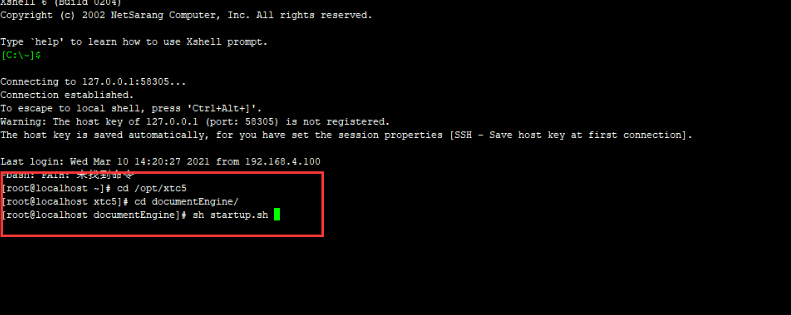 Xshell 6 (Build 0204)
Copyright (c) 2002 NetSarang Computer, Inc. All rights reserved.
Type `help' to learn how to use Xshell prompt.
[C:\~]$
Connecting to 127.0.0.1:58305...
Connection established.
To escape to local shell, press 'Ctrl+Alt+]'.
Warning: The host key of 127.0.0.1 (port: 58305) is not registered.
The host key is saved automatically, for you have set the session properties [SSH - Save host key at first connection].
Last login: Wed Mar 10 14:20:27 2021 from 192.168.4.100
-bash: PATH: 未找到命令
[root@localhost ~]# cd /opt/xtc5
[root@localhost xtc5]# cd documentEngine/
[root@localhost documentEngine]# sh startup.sh